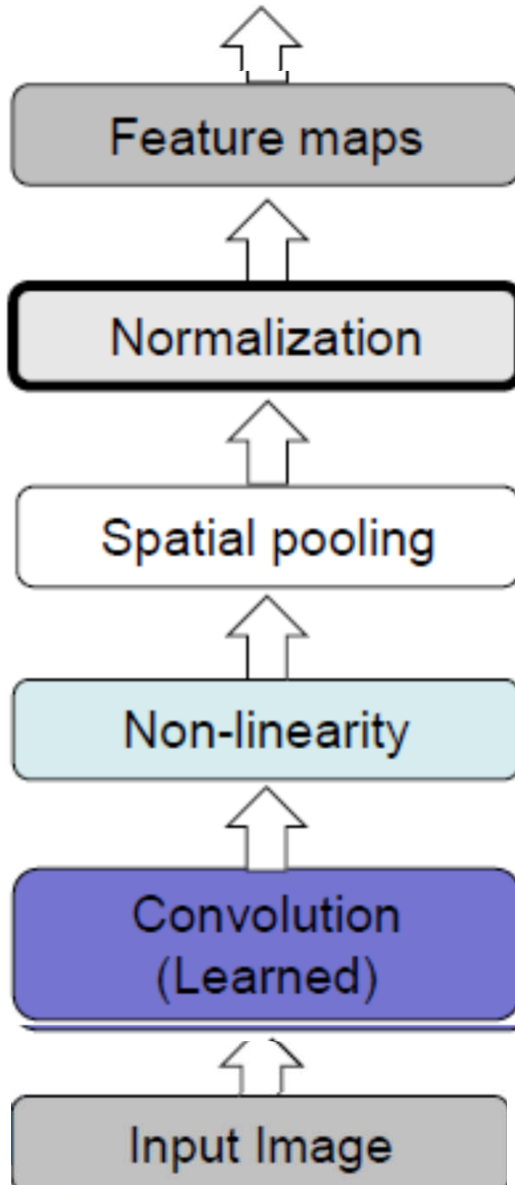 Feature maps
Normalization
Spatial pooling
Non-linearity
Convolution
(Learned)
Input Image